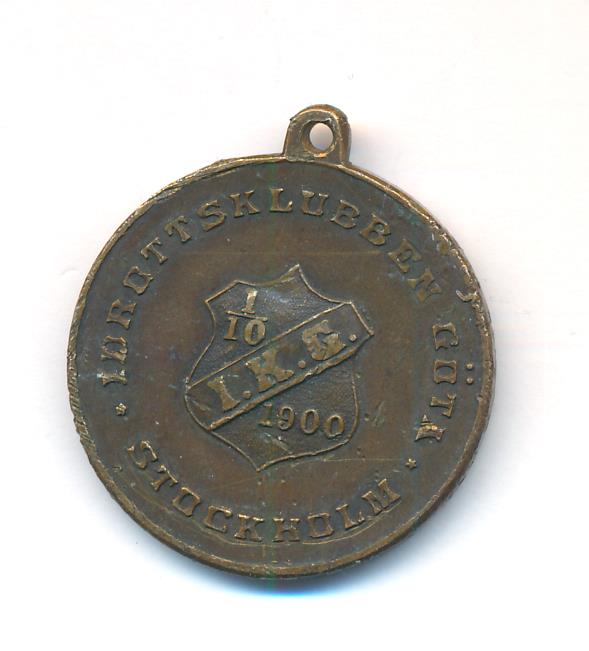 IDROTTSKLUBBEN GÖTA
1
10
I.K.G.
1900
STOCKHOLM